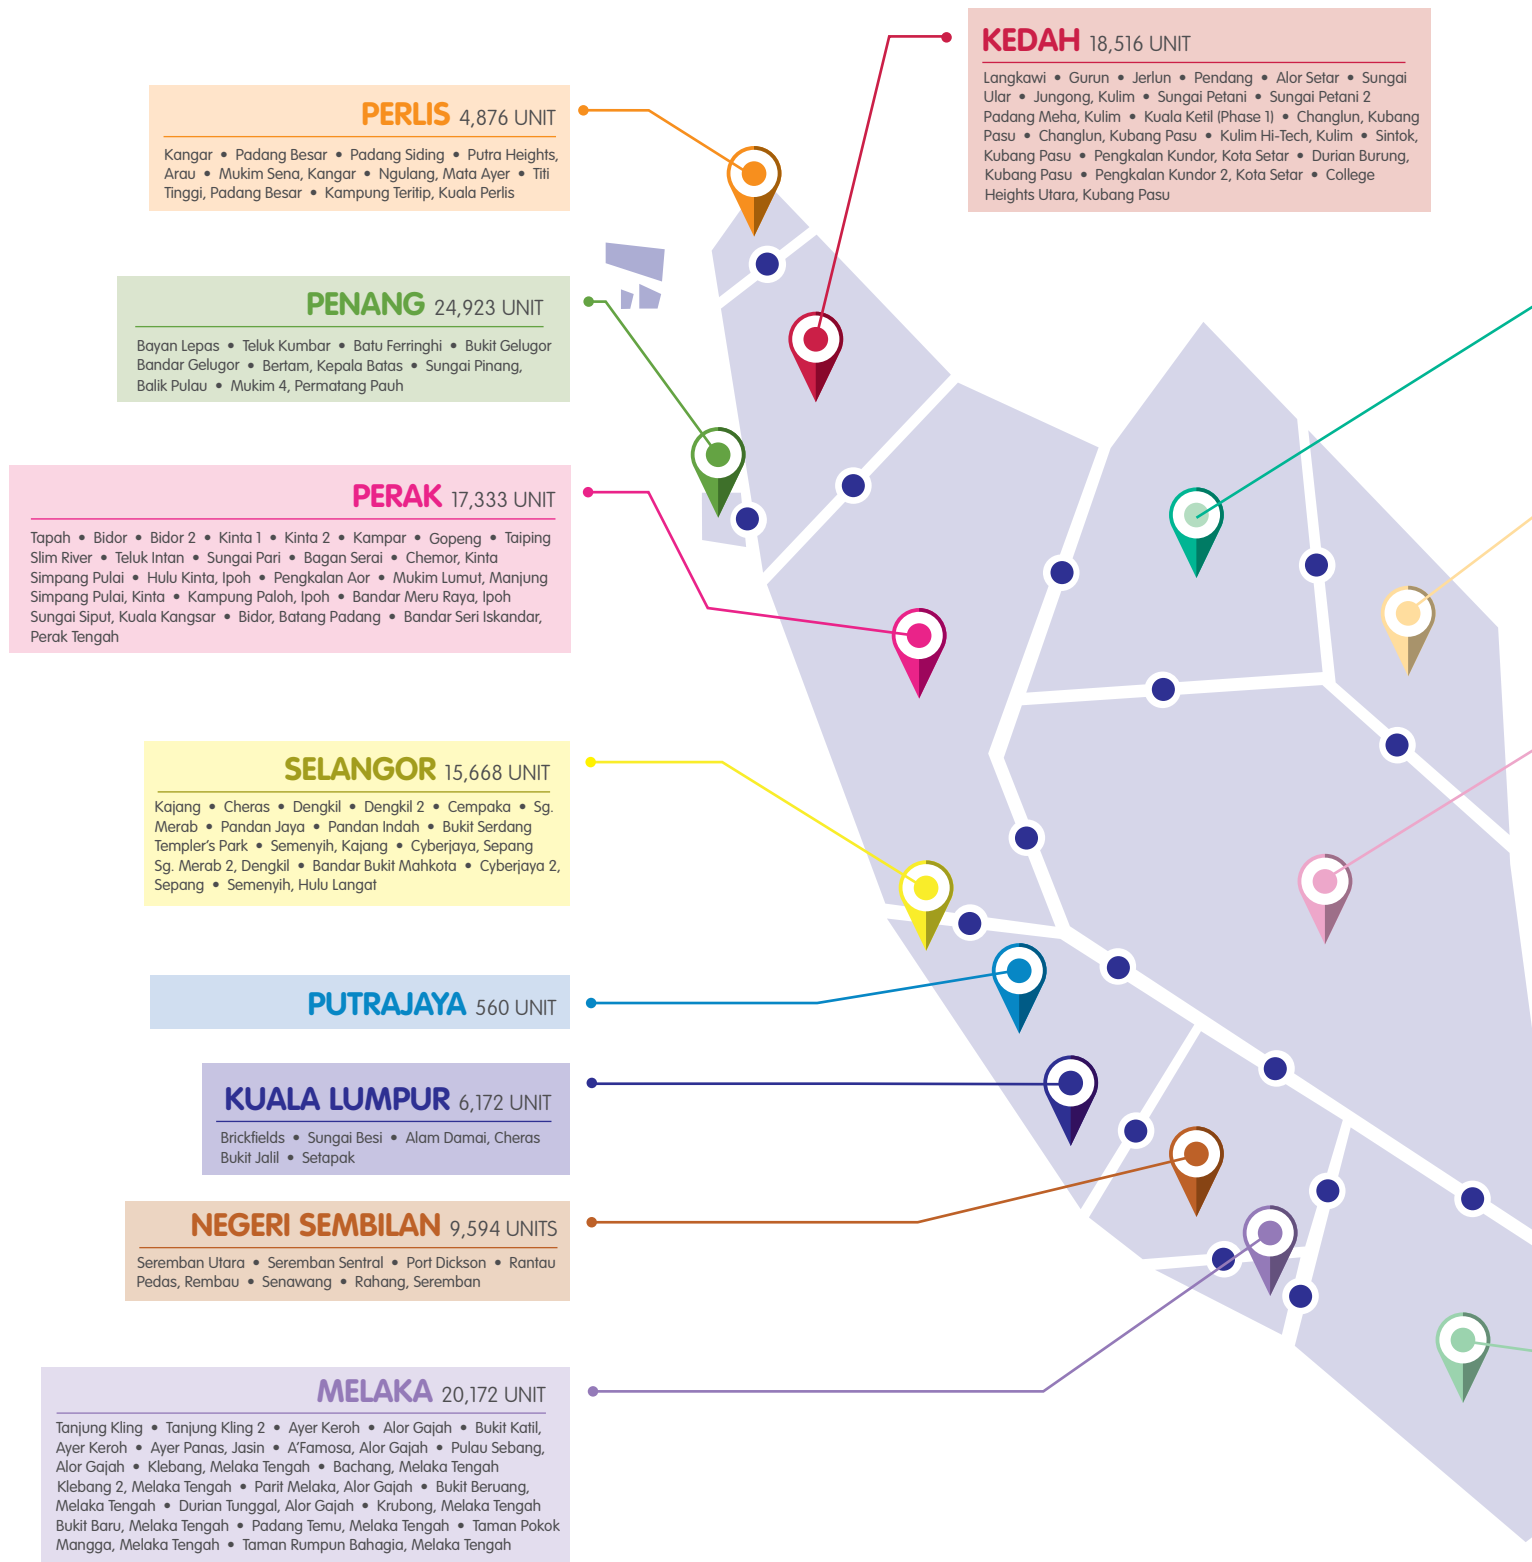 KEDAH 18,516 UNIT
Langkawi • Gurun • Jerlun • Pendang • Alor Setar • Sungai
Ular • Jungong, Kulim • Sungai Petani • Sungai Petani 2
Padang Meha, Kulim • Kuala Ketil (Phase 1) • Changlun, Kubang
Pasu • Changlun, Kubang Pasu • Kulim Hi-Tech, Kulim • Sintok,
Kubang Pasu • Pengkalan Kundor, Kota Setar • Durian Burung,
Kubang Pasu • Pengkalan Kundor 2, Kota Setar • College
Heights Utara, Kubang Pasu
PERLIS 4,876 UNIT
Kangar • Padang Besar • Padang Siding • Putra Heights,
Arau • Mukim Sena, Kangar • Ngulang, Mata Ayer • Titi
Tinggi, Padang Besar • Kampung Teritip, Kuala Perlis
PENANG 24,923 UNIT
Bayan Lepas • Teluk Kumbar • Batu Ferringhi • Bukit Gelugor
Bandar Gelugor • Bertam, Kepala Batas • Sungai Pinang,
Balik Pulau • Mukim 4, Permatang Pauh
PERAK 17,333 UNIT
Tapah • Bidor • Bidor 2 • Kinta 1 • Kinta 2 • Kampar • Gopeng • Taiping
Slim River • Teluk Intan • Sungai Pari • Bagan Serai • Chemor, Kinta
Simpang Pulai • Hulu Kinta, Ipoh • Pengkalan Aor • Mukim Lumut, Manjung
Simpang Pulai, Kinta • Kampung Paloh, Ipoh • Bandar Meru Raya, Ipoh
Sungai Siput, Kuala Kangsar • Bidor, Batang Padang • Bandar Seri Iskandar,
Perak Tengah
SELANGOR 15,668 UNIT
Kajang • Cheras • Dengkil • Dengkil 2 • Cempaka • Sg.
Merab • Pandan Jaya • Pandan Indah • Bukit Serdang
Templer's Park • Semenyih, Kajang • Cyberjaya, Sepang
Sg. Merab 2, Dengkil • Bandar Bukit Mahkota • Cyberjaya 2,
Sepang • Semenyih, Hulu Langat
PUTRAJAYA 560 UNIT
KUALA LUMPUR 6,172 UNIT
Brickfields • Sungai Besi • Alam Damai, Cheras
Bukit Jalil • Setapak
NEGERI SEMBILAN 9,594 UNITS
Seremban Utara • Seremban Sentral • Port Dickson • Rantau
Pedas, Rembau • Senawang • Rahang, Seremban
MELAKA 20,172 UNIT
Tanjung Kling • Tanjung Kling 2 • Ayer Keroh • Alor Gajah • Bukit Katil,
Ayer Keroh • Ayer Panas, Jasin • A'Famosa, Alor Gajah • Pulau Sebang,
Alor Gajah • Klebang, Melaka Tengah • Bachang, Melaka Tengah
Klebang 2, Melaka Tengah • Parit Melaka, Alor Gajah • Bukit Beruang,
Melaka Tengah • Durian Tunggal, Alor Gajah • Krubong, Melaka Tengah
Bukit Baru, Melaka Tengah • Padang Temu, Melaka Tengah • Taman Pokok
Mangga, Melaka Tengah • Taman Rumpun Bahagia, Melaka Tengah